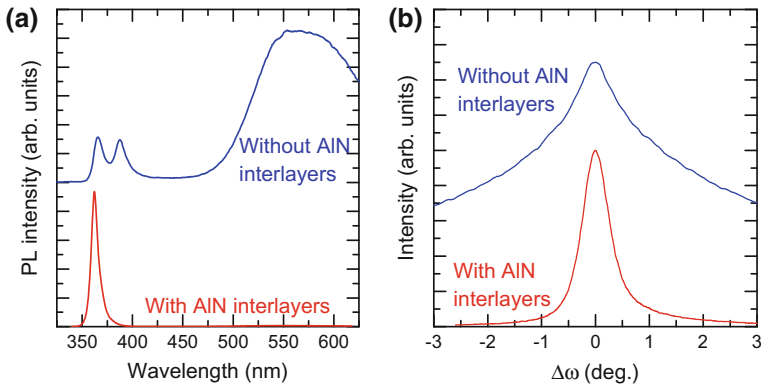 (a)
PL intensity (arb. units)
Without AlN
interlayers
With AlN interlayers
350 400 450 500 550 600
Wavelength (nm)
(b)
Intensity (arb. units)
Without AlN
interlayers
With AlN
interlayers
-3 -2 -1 0 1 2 3
Δω (deg.)